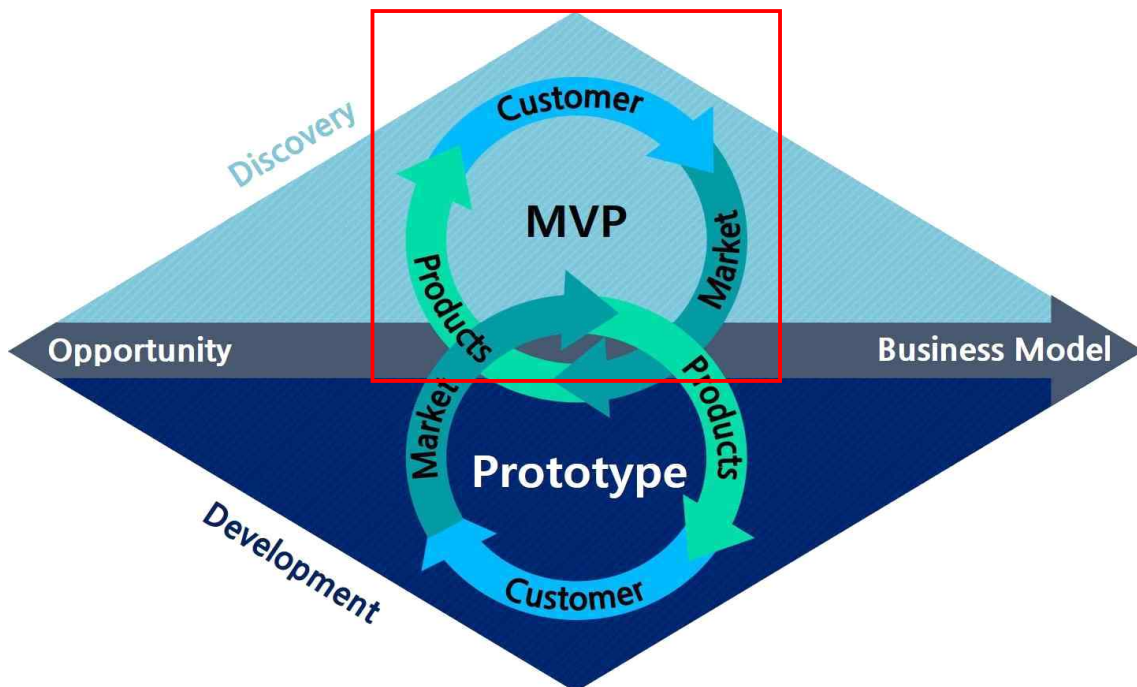 Discovery
Customer
MVP
Market
Products
Opportunity
Business Model
Market
Products
Prototype
Customer
Development